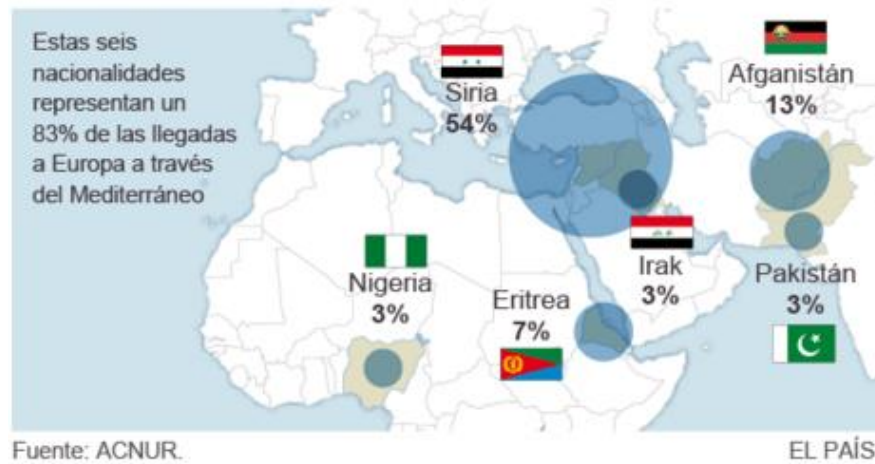 Estas seis
nacionalidades
representan un
83% de las llegadas
a Europa a través
del Mediterráneo
Siria
54%
Afganistán
13%
Nigeria
3%
Eritrea
7%
Irak
3%
Pakistán
3%
Fuente: ACNUR.
EL PAÍS